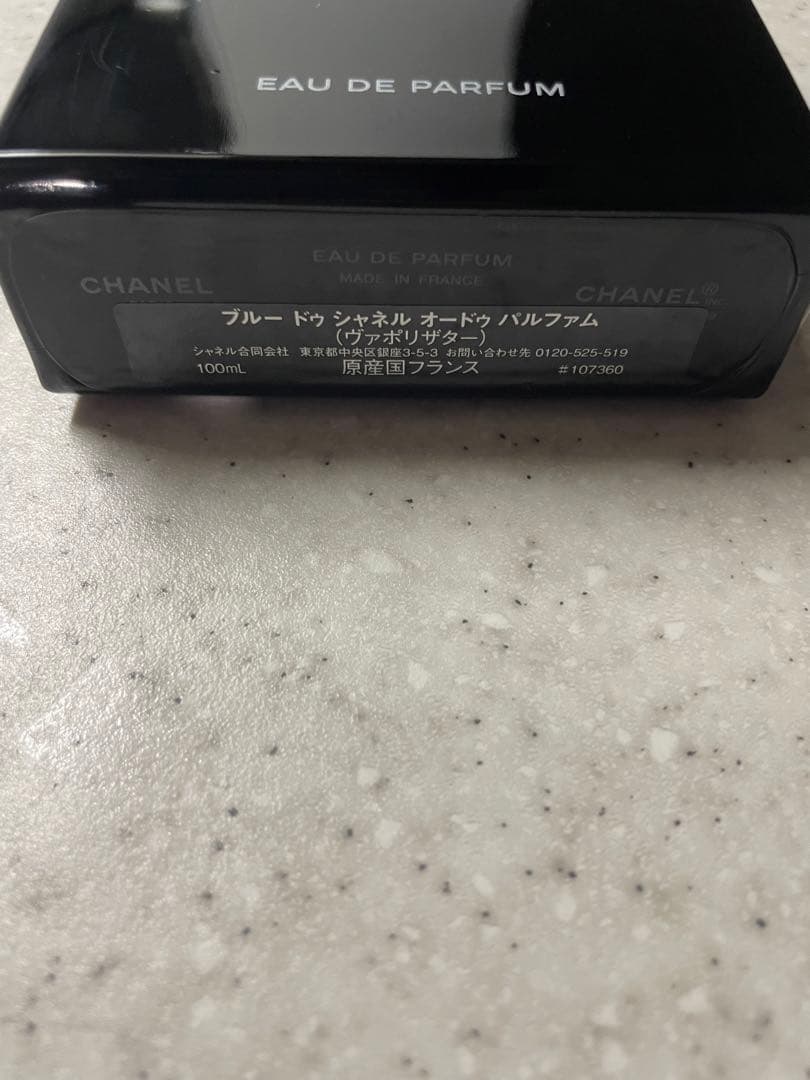 EAU DE PARFUM
EAU DE PARFUM
MADE IN FRANCE
CHANEL
CHANEL®
INC.
ブルー ドゥ シャネル オードゥ パルファム
(ヴァポリザター)
シャネル合同会社 東京都中央区銀座3-5-3 お問い合わせ先 0120-525-519
100mL 原産国フランス #107360